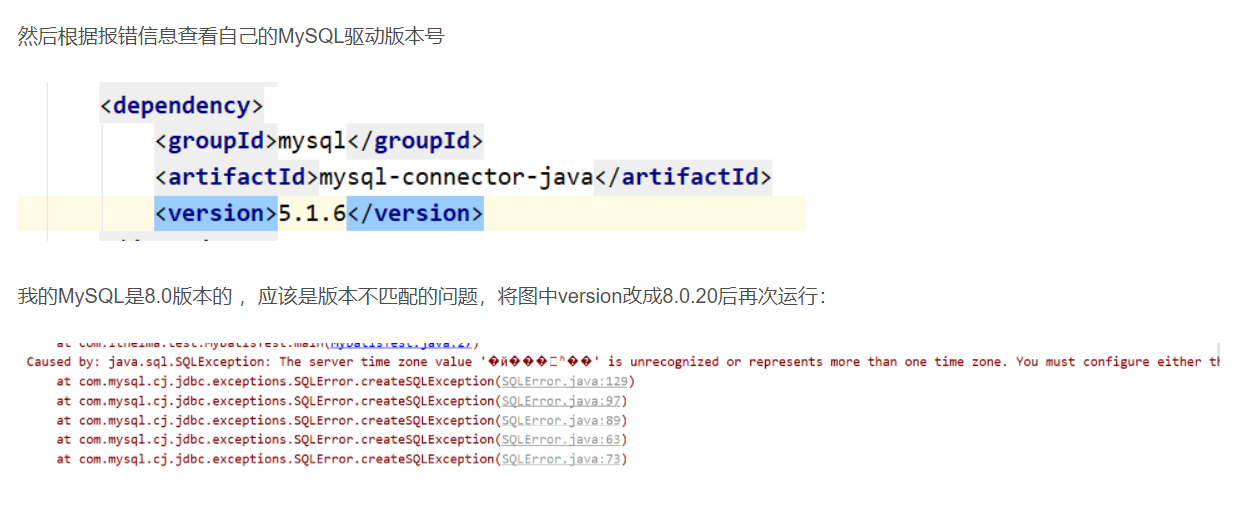 然后根据报错信息查看自己的MySQL驱动版本号
<dependency>
<groupId>mysql</groupId>
<artifactId>mysql-connector-java</artifactId>
<version>5.1.6</version>
我的MySQL是8.0版本的 ，应该是版本不匹配的问题，将图中version改成8.0.20后再次运行：
at com.itheima.test.MybatisTest.main(MybatisTest.java:27)
Caused by: java.sql.SQLException: The server time zone value '�й���׼ʱ��' is unrecognized or represents more than one time zone. You must configure either th
at com.mysql.cj.jdbc.exceptions.SQLError.createSQLException(SQLError.java:129)
at com.mysql.cj.jdbc.exceptions.SQLError.createSQLException(SQLError.java:97)
at com.mysql.cj.jdbc.exceptions.SQLError.createSQLException(SQLError.java:89)
at com.mysql.cj.jdbc.exceptions.SQLError.createSQLException(SQLError.java:63)
at com.mysql.cj.jdbc.exceptions.SQLError.createSQLException(SQLError.java:73)